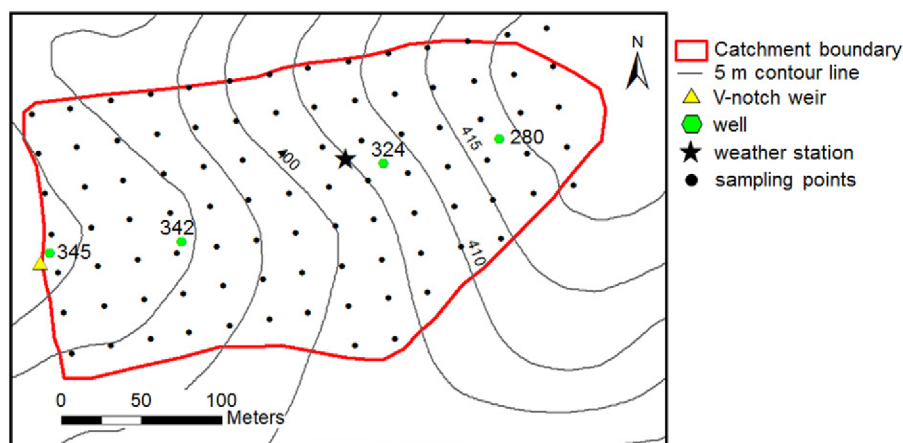 N
Catchment boundary
5 m contour line
V-notch weir
well
weather station
sampling points
415
280
324
400
342
345
410
0 50 100
Meters